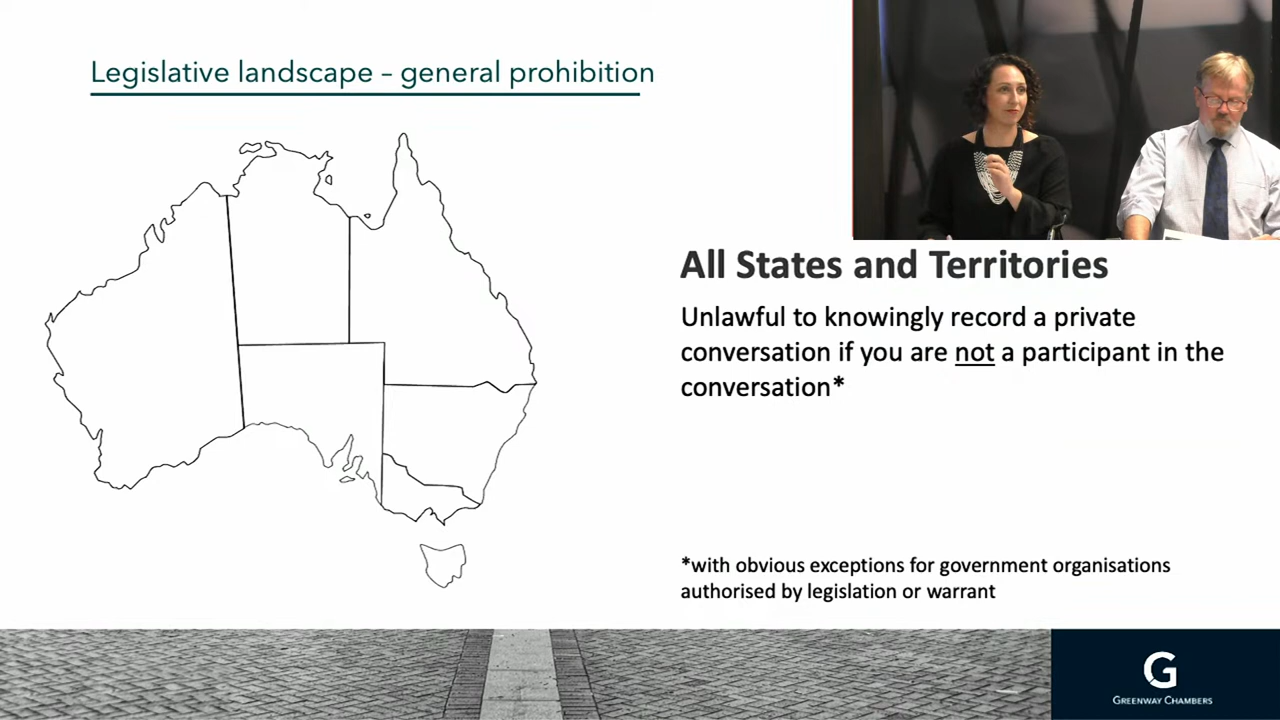 Legislative landscape – general prohibition
All States and Territories
Unlawful to knowingly record a private
conversation if you are not a participant in the
conversation*
*with obvious exceptions for government organisations
authorised by legislation or warrant
G
GREENWAY CHAMBERS